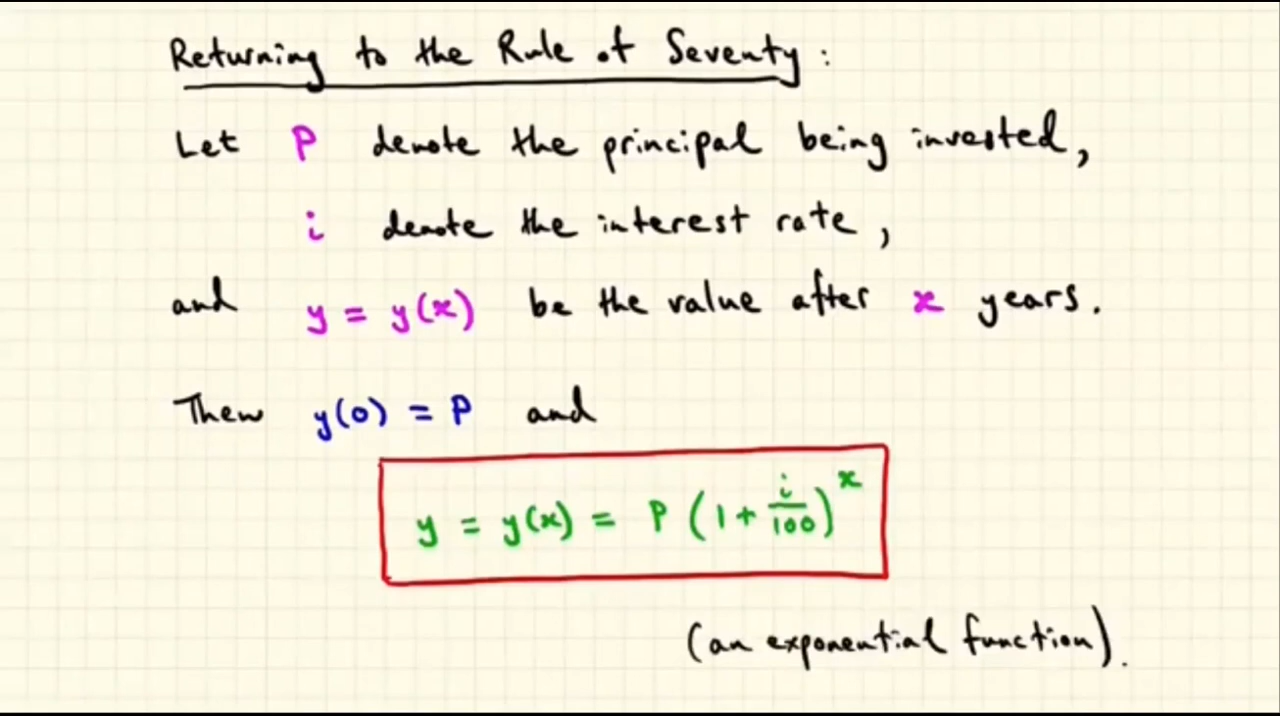 Returning to the Rule of Seventy :
Let P denote the principal being invested,
i denote the interest rate,
and y = y(x) be the value after x years.
Then y(0) = P and
y = y(x) = P (1 + i/100)^x
(an exponential function).